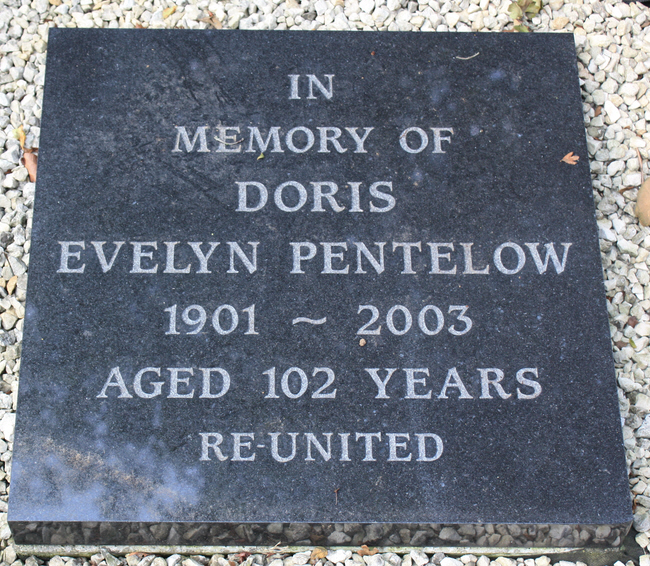 IN
MEMORY OF
DORIS
EVELYN PENTELOW
1901 ~ 2003
AGED 102 YEARS
RE-UNITED